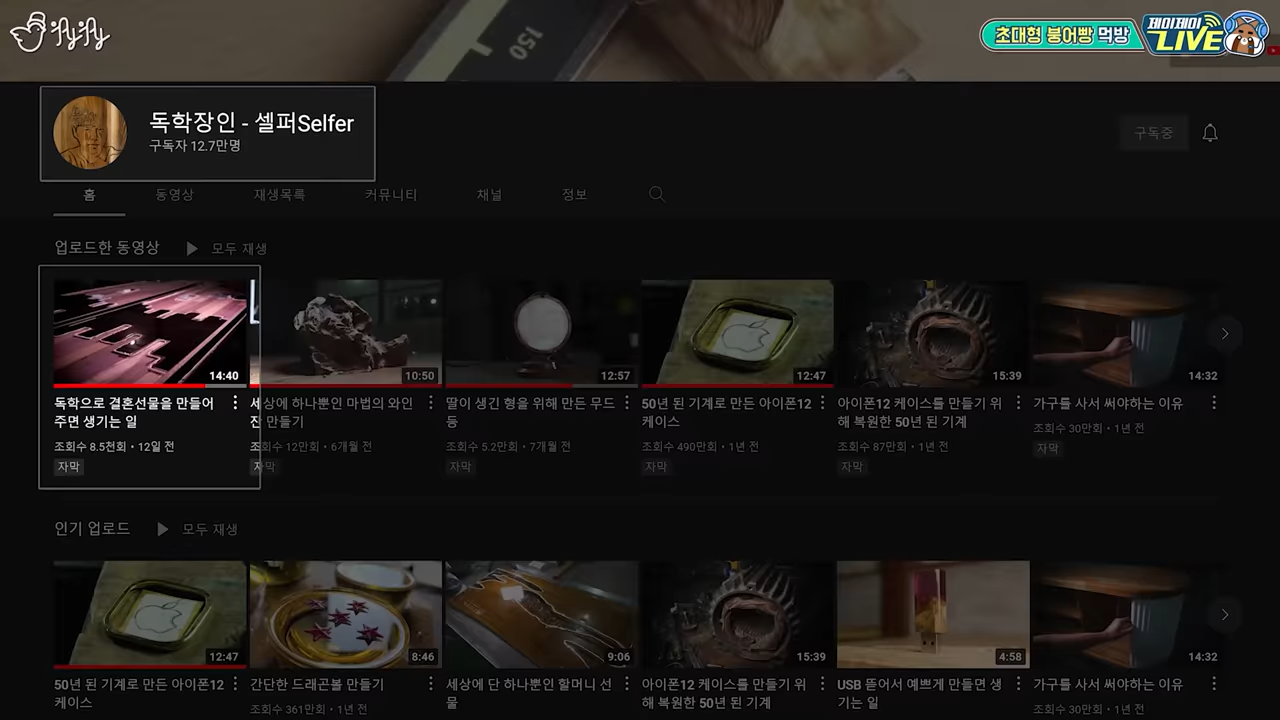 150
초대형 붕어빵 먹방
제이제이
LIVE
독학장인 - 셀퍼Selfer
구독자 12.7만명
구독중
홈
동영상
재생목록
커뮤니티
채널
정보
업로드한 동영상
모두 재생
14:40
10:50
12:57
12:47
15:39
14:32
독학으로 결혼선물을 만들어
주면 생기는 일
조회수 8.5천회 • 12일 전
자막
세상에 하나뿐인 마법의 와인
잔 만들기
조회수 12만회 • 6개월 전
자막
딸이 생긴 형을 위해 만든 무드
등
조회수 5.2만회 • 7개월 전
자막
50년 된 기계로 만든 아이폰12
케이스
조회수 490만회 • 1년 전
자막
아이폰12 케이스를 만들기 위
해 복원한 50년 된 기계
조회수 87만회 • 1년 전
자막
가구를 사서 써야하는 이유
조회수 30만회 • 1년 전
자막
인기 업로드
모두 재생
12:47
8:46
9:06
15:39
4:58
14:32
50년 된 기계로 만든 아이폰12
케이스
간단한 드래곤볼 만들기
조회수 361만회 • 1년 전
세상에 단 하나뿐인 할머니 선
물
아이폰12 케이스를 만들기 위
해 복원한 50년 된 기계
USB 뜯어서 예쁘게 만들면 생
기는 일
가구를 사서 써야하는 이유
조회수 30만회 • 1년 전